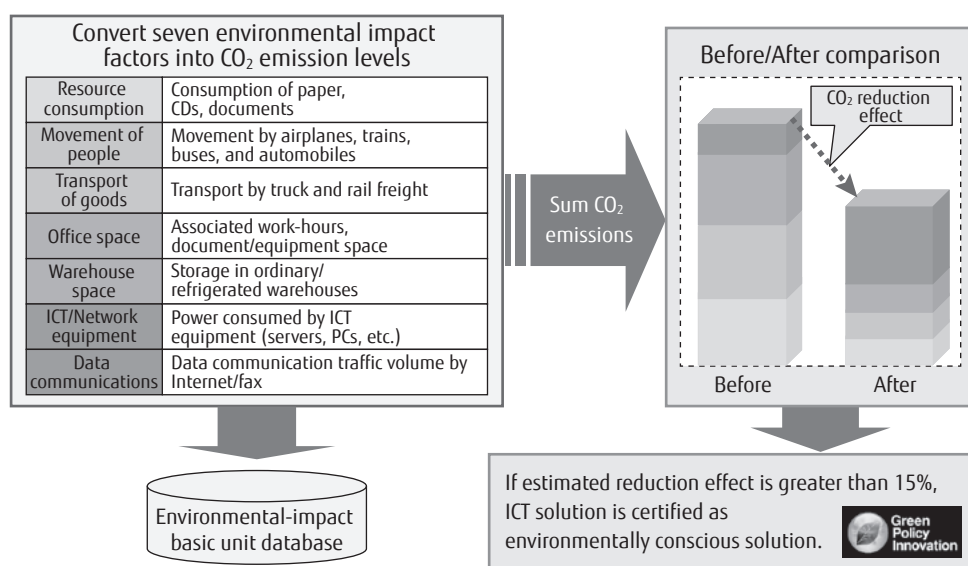 Convert seven environmental impact
factors into CO₂ emission levels
Resource
consumption
Consumption of paper,
CDs, documents
Movement of
people
Movement by airplanes, trains,
buses, and automobiles
Transport
of goods
Transport by truck and rail freight
Office space
Associated work-hours,
document/equipment space
Warehouse
space
Storage in ordinary/
refrigerated warehouses
ICT/Network
equipment
Power consumed by ICT
equipment (servers, PCs, etc.)
Data
communications
Data communication traffic volume by
Internet/fax
Environmental-impact
basic unit database
Sum CO₂
emissions
Before/After comparison
CO₂ reduction
effect
Before
After
If estimated reduction effect is greater than 15%,
ICT solution is certified as
environmentally conscious solution.
Green
Policy
Innovation